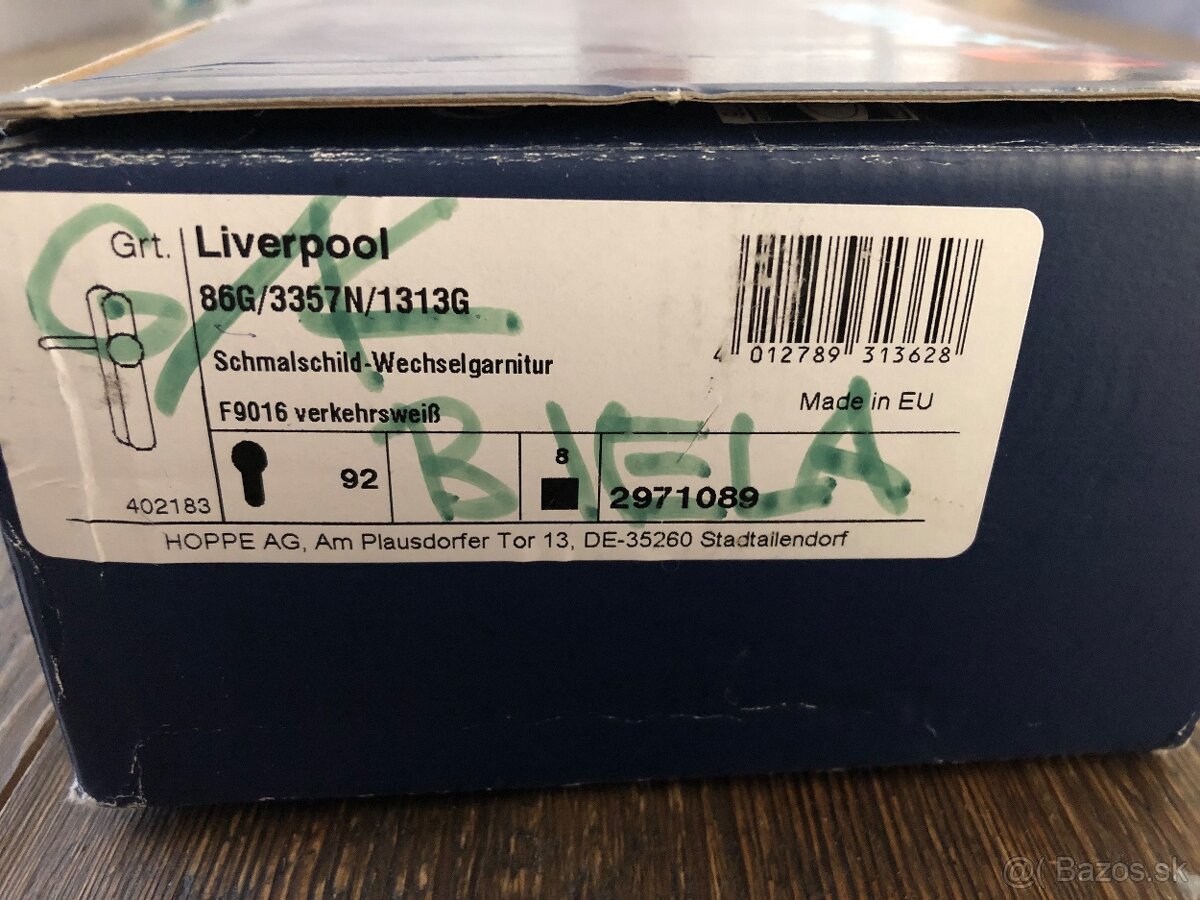 Grt. Liverpool
86G/3357N/1313G
Schmalschild-Wechselgarnitur
F9016 verkehrsweiß
4 012789 313628
Made in EU
G/K
BIELA
402183
92
8
2971089
HOPPE AG, Am Plausdorfer Tor 13, DE-35260 Stadtallendorf
@( Bazos.sk